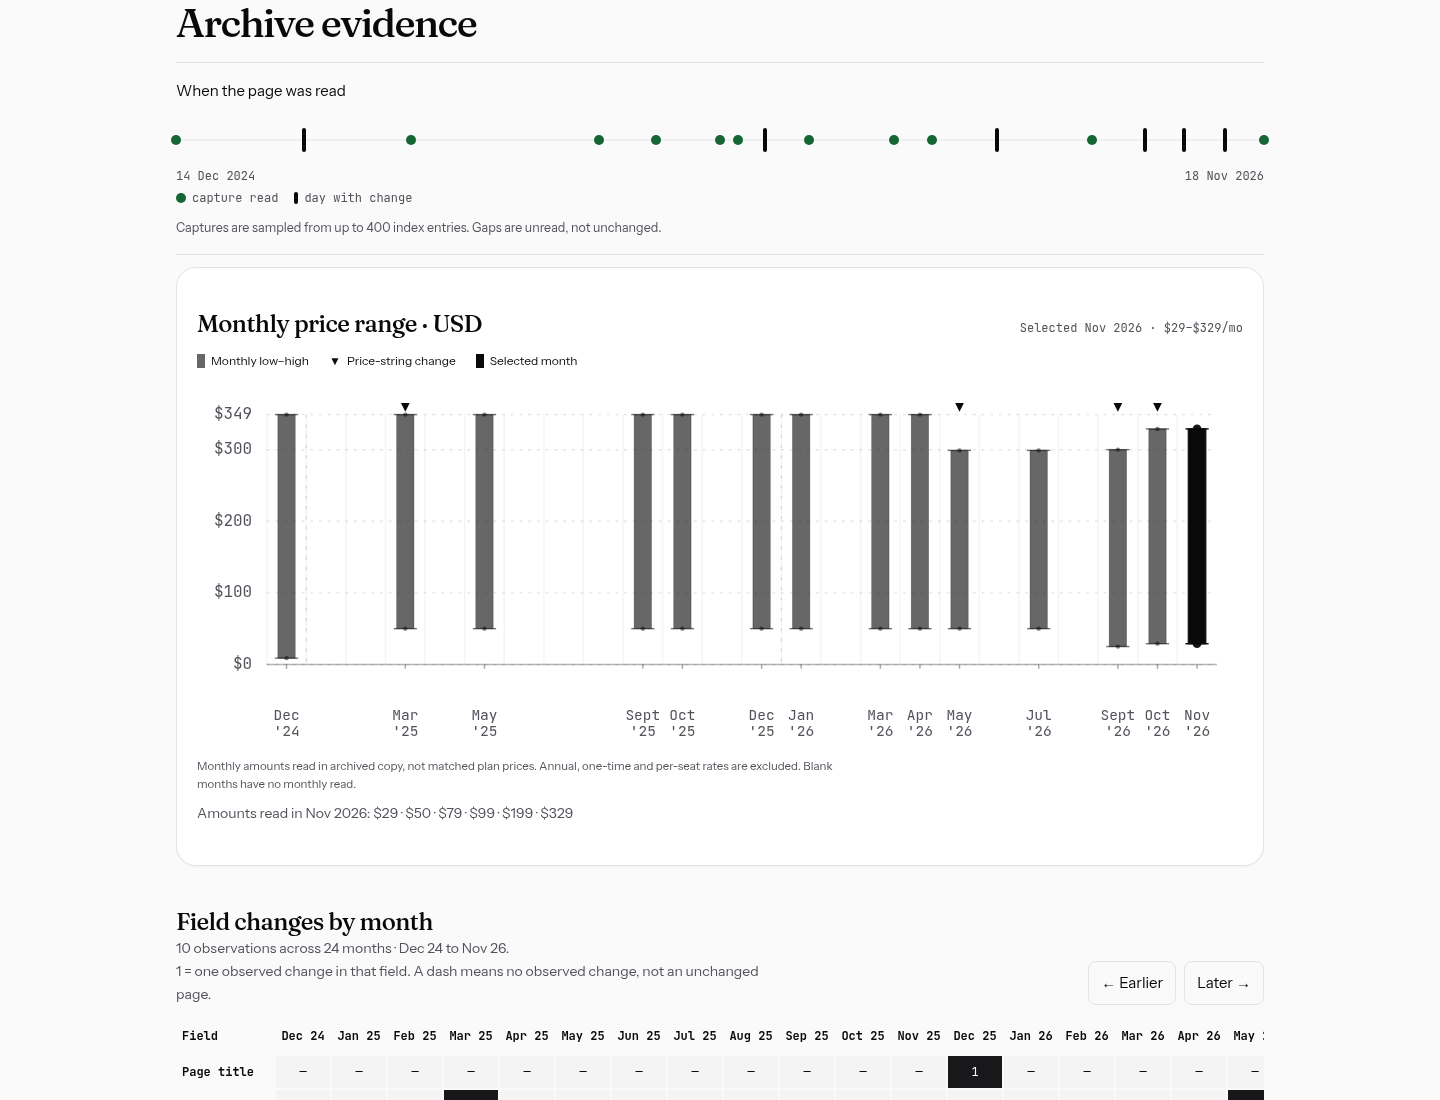 Archive evidence
When the page was read
14 Dec 2024 18 Nov 2026
capture read day with change
Captures are sampled from up to 400 index entries. Gaps are unread, not unchanged.
Monthly price range · USD
Selected Nov 2026 · $29–$329/mo
Monthly low–high ▼ Price-string change Selected month
$349
$300
$200
$100
$0
Dec '24
Mar '25
May '25
Sept '25
Oct '25
Dec '25
Jan '26
Mar '26
Apr '26
May '26
Jul '26
Sept '26
Oct '26
Nov '26
Monthly amounts read in archived copy, not matched plan prices. Annual, one-time and per-seat rates are excluded. Blank
months have no monthly read.
Amounts read in Nov 2026: $29 · $50 · $79 · $99 · $199 · $329
Field changes by month
10 observations across 24 months · Dec 24 to Nov 26.
1 = one observed change in that field. A dash means no observed change, not an unchanged
page.
← Earlier Later →
Field Dec 24 Jan 25 Feb 25 Mar 25 Apr 25 May 25 Jun 25 Jul 25 Aug 25 Sep 25 Oct 25 Nov 25 Dec 25 Jan 26 Feb 26 Mar 26 Apr 26 May
Page title – – – – – – – – – – – – 1 – – – – –